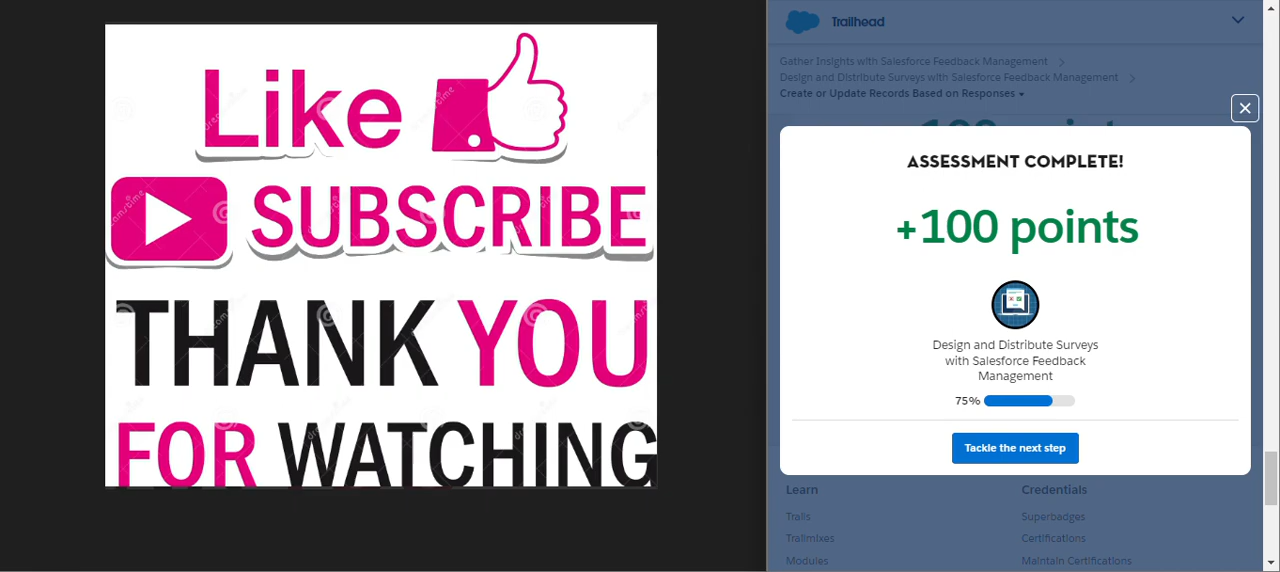 Like
SUBSCRIBE
THANK YOU
FOR WATCHING
Trailhead
Gather Insights with Salesforce Feedback Management
Design and Distribute Surveys with Salesforce Feedback Management
Create or Update Records Based on Responses
ASSESSMENT COMPLETE!
+100 points
Design and Distribute Surveys
with Salesforce Feedback
Management
75%
Tackle the next step
Learn
Credentials
Trails
Superbadges
Trailmixes
Certifications
Modules
Maintain Certifications